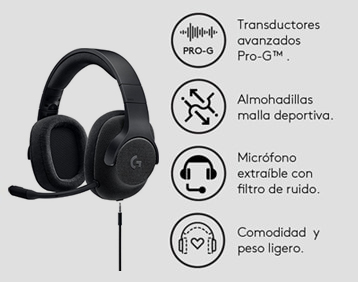 PRO-G
Transductores
avanzados
Pro-G™ .
Almohadillas
malla deportiva.
Micrófono
extraíble con
filtro de ruido.
Comodidad y
peso ligero.
G